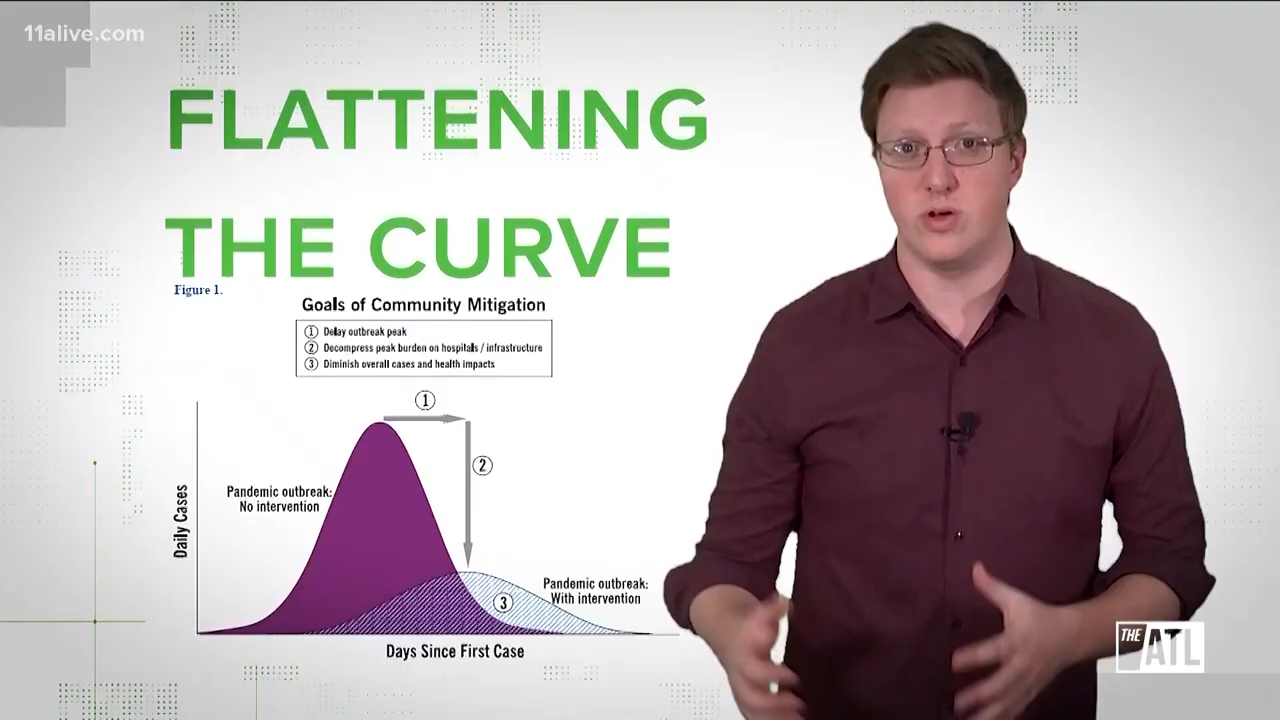 11alive.com
FLATTENING
THE CURVE
Figure 1.
Goals of Community Mitigation
① Delay outbreak peak
② Decompress peak burden on hospitals / infrastructure
③ Diminish overall cases and health impacts
①
②
Pandemic outbreak:
No intervention
Daily Cases
Pandemic outbreak:
With intervention
③
Days Since First Case
THE ATL